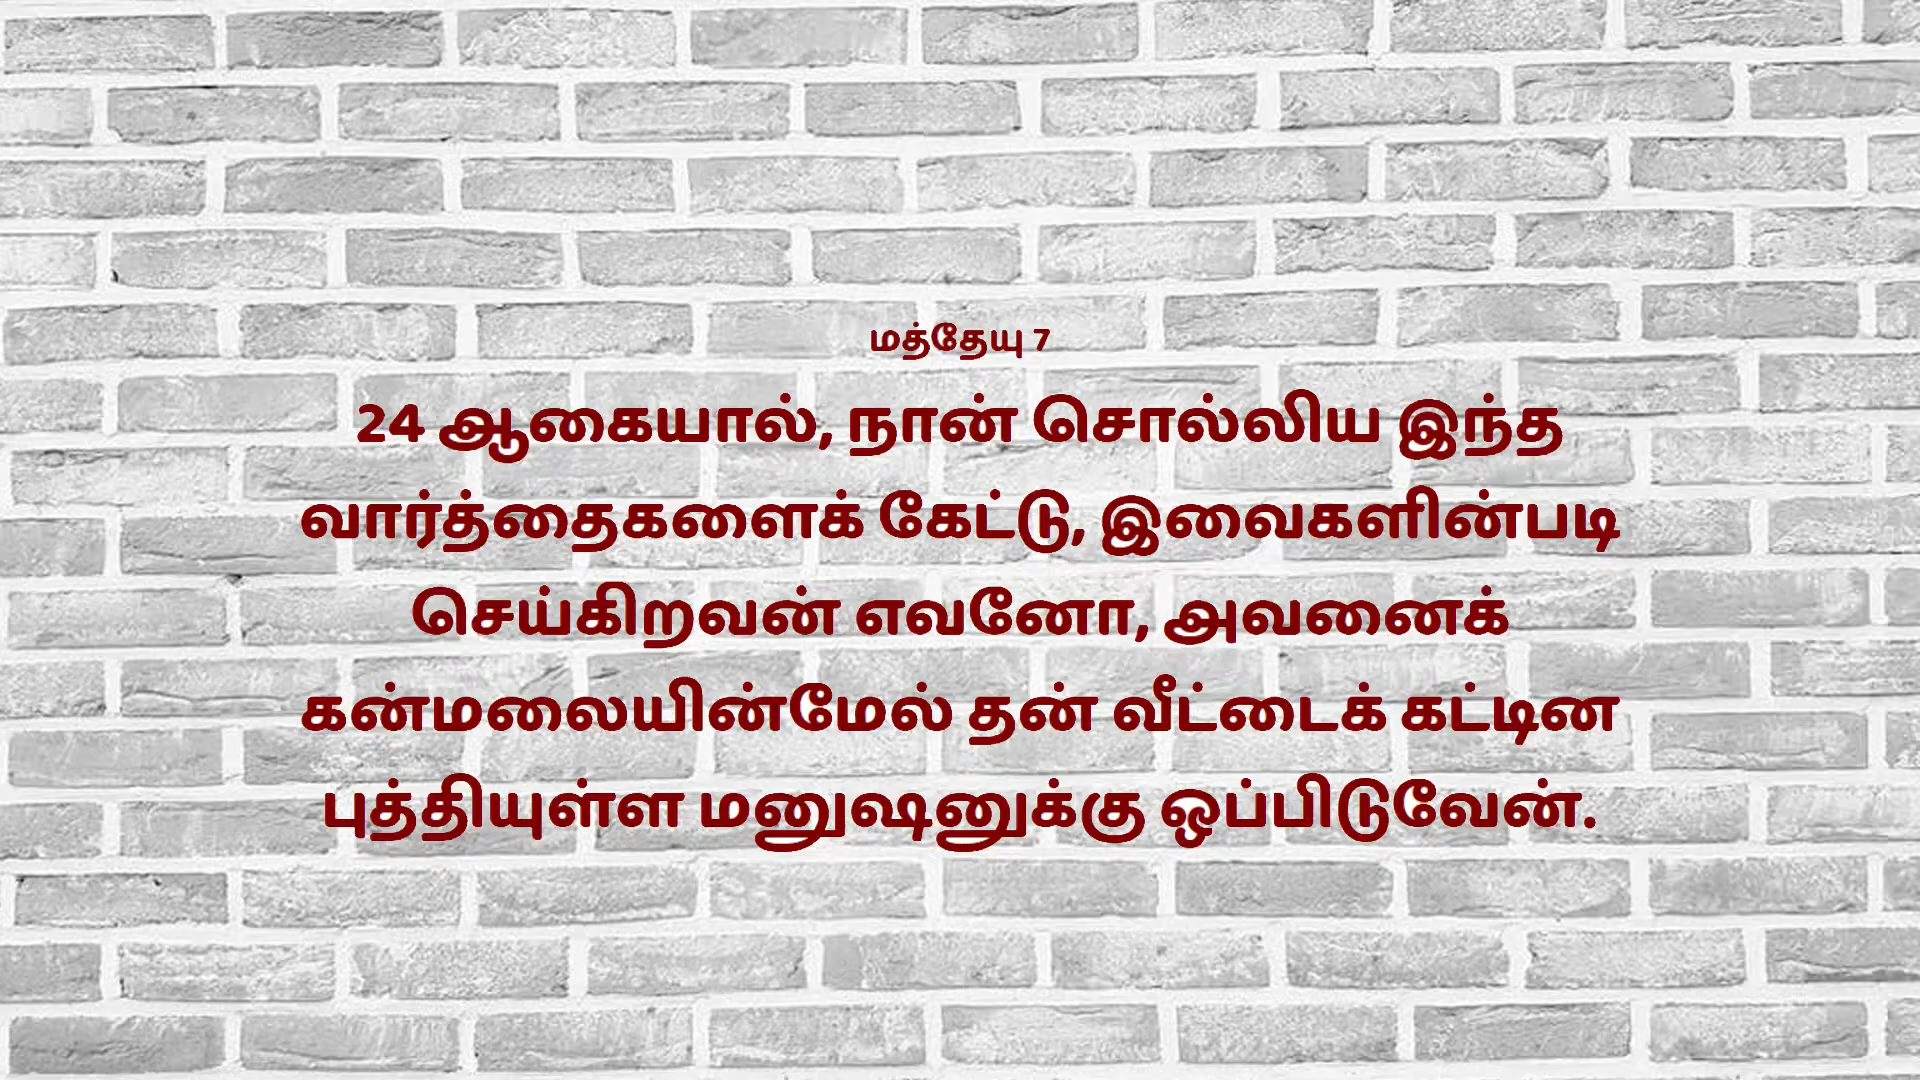 மத்தேயு 7
24 ஆகையால், நான் சொல்லிய இந்த
வார்த்தைகளைக் கேட்டு, இவைகளின்படி
செய்கிறவன் எவனோ, அவனைக்
கன்மலையின்மேல் தன் வீட்டைக் கட்டின
புத்தியுள்ள மனுஷனுக்கு ஒப்பிடுவேன்.